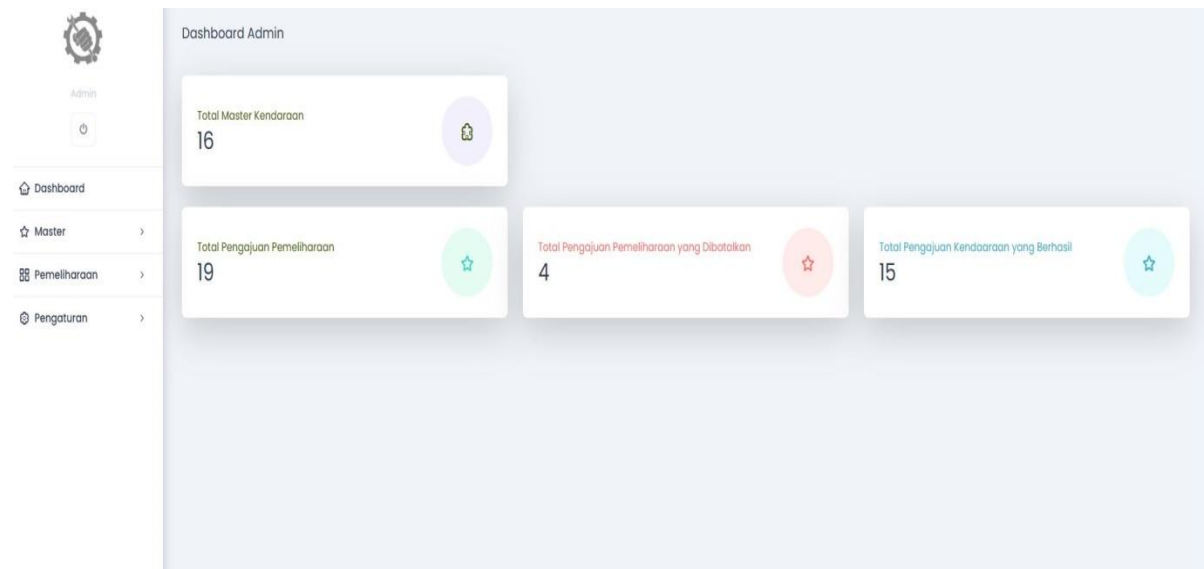 Admin
Dashboard
Master
Pemeliharaan
Pengaturan
Dashboard Admin
Total Master Kendaraan
16
Total Pengajuan Pemeliharaan
19
Total Pengajuan Pemeliharaan yang Dibatalkan
4
Total Pengajuan Kendaaraan yang Berhasil
15